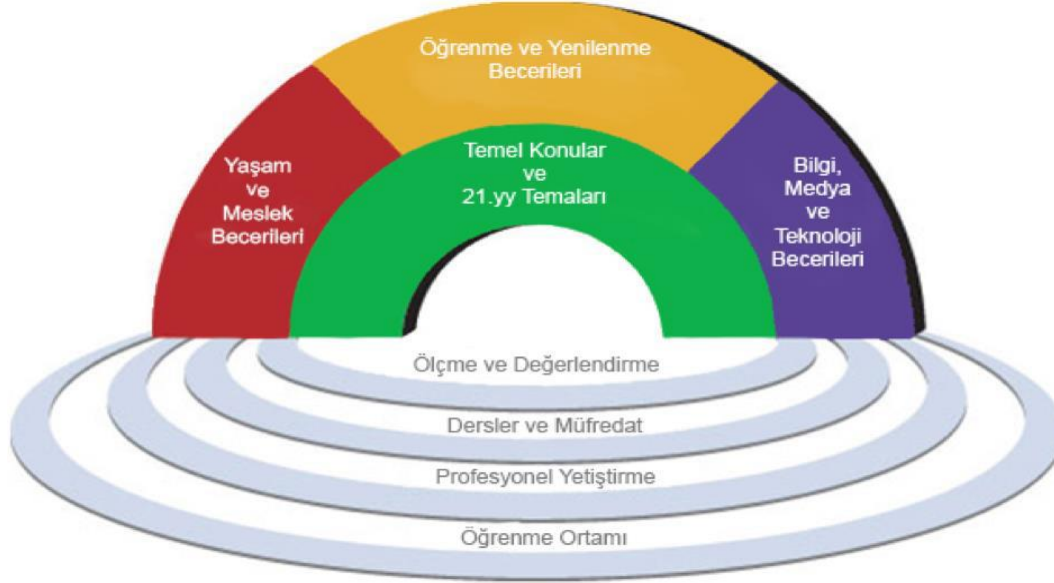 Öğrenme ve Yenilenme
Becerileri
Yaşam
ve
Meslek
Becerileri
Temel Konular
ve
21.yy Temaları
Bilgi,
Medya
ve
Teknoloji
Becerileri
Ölçme ve Değerlendirme
Dersler ve Müfredat
Profesyonel Yetiştirme
Öğrenme Ortamı